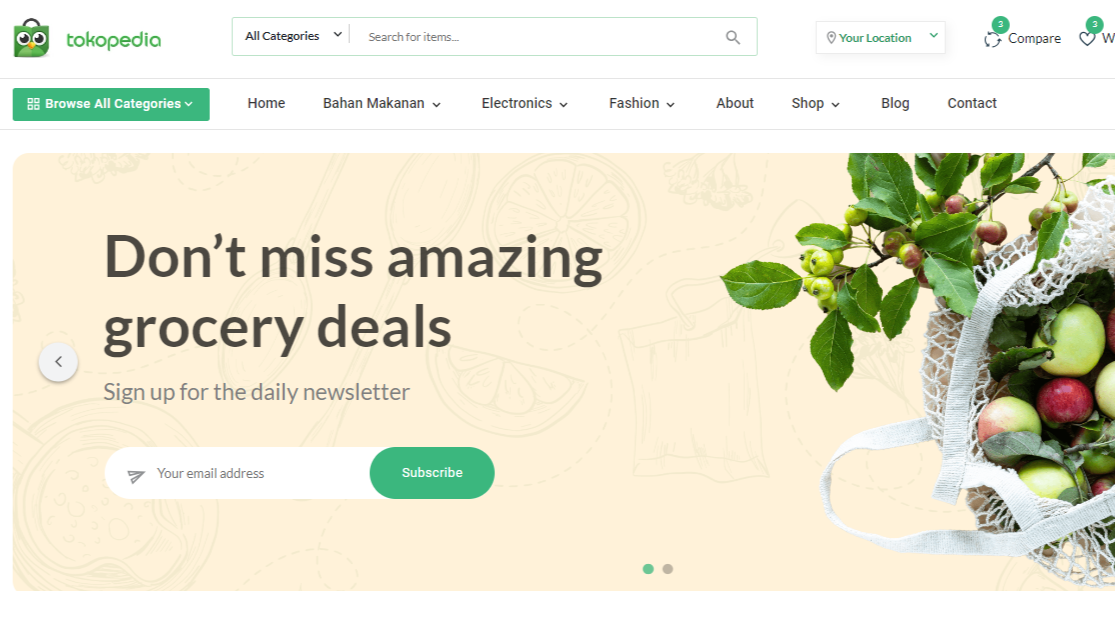 tokopedia
All Categories
Search for items...
Your Location
3
Compare
3
W
Browse All Categories
Home
Bahan Makanan
Electronics
Fashion
About
Shop
Blog
Contact
Don’t miss amazing
grocery deals
Sign up for the daily newsletter
Your email address
Subscribe